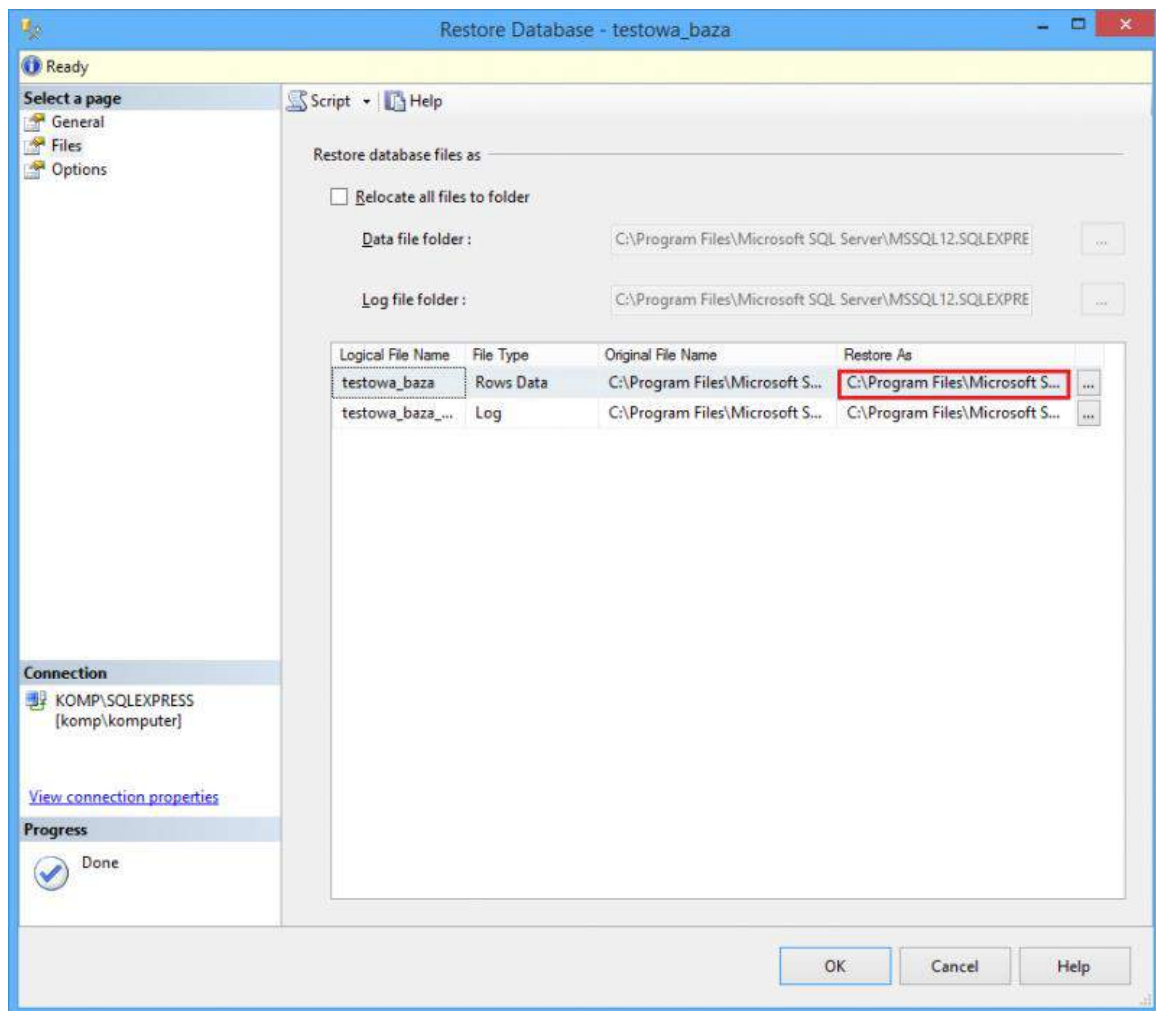 Restore Database - testowa_baza
Ready
Select a page
General
Files
Options
Script
Help
Restore database files as
Relocate all files to folder
Data file folder :
C:\Program Files\Microsoft SQL Server\MSSQL12.SQLEXPRE
...
Log file folder :
C:\Program Files\Microsoft SQL Server\MSSQL12.SQLEXPRE
...
Logical File Name File Type Original File Name Restore As
testowa_baza Rows Data C:\Program Files\Microsoft S... C:\Program Files\Microsoft S... ...
testowa_baza_... Log C:\Program Files\Microsoft S... C:\Program Files\Microsoft S... ...
Connection
KOMP\SQLEXPRESS
[komp\komputer]
View connection properties
Progress
Done
OK Cancel Help